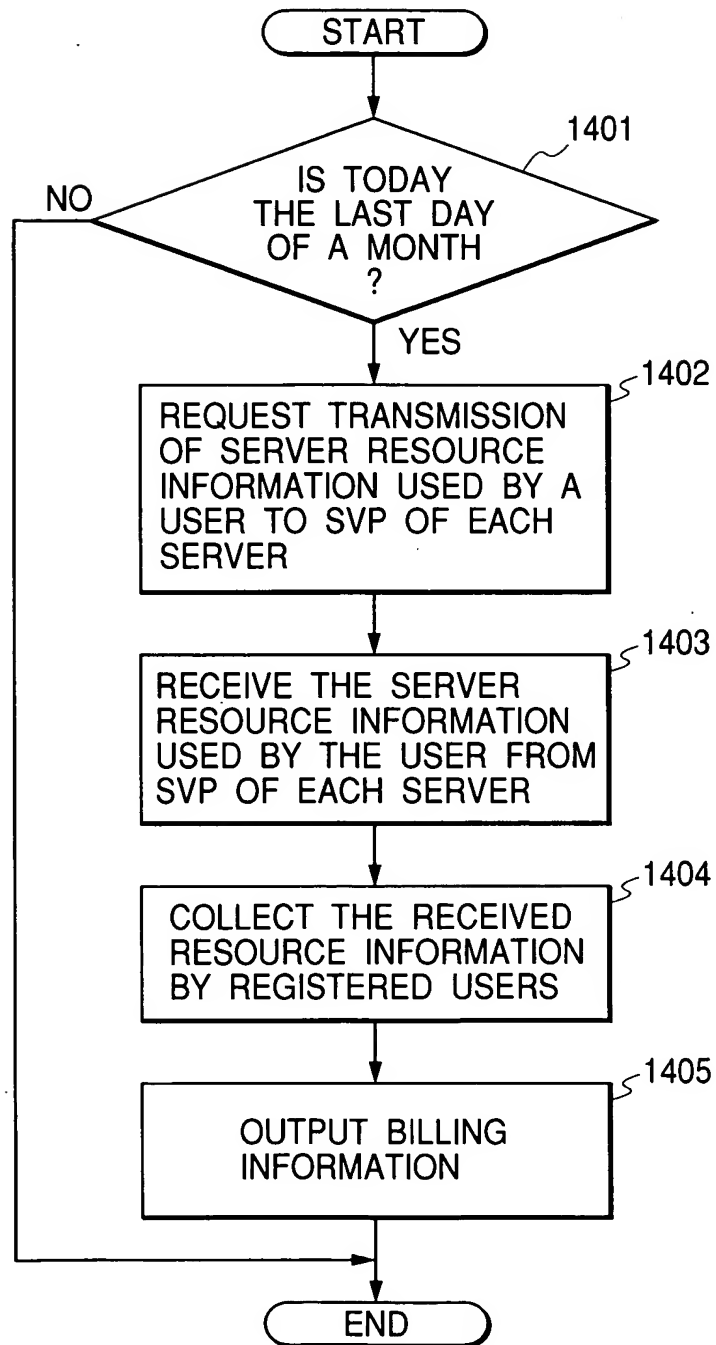 START
1401
IS TODAY
THE LAST DAY
OF A MONTH
?
NO
YES
1402
REQUEST TRANSMISSION
OF SERVER RESOURCE
INFORMATION USED BY A
USER TO SVP OF EACH
SERVER
1403
RECEIVE THE SERVER
RESOURCE INFORMATION
USED BY THE USER FROM
SVP OF EACH SERVER
1404
COLLECT THE RECEIVED
RESOURCE INFORMATION
BY REGISTERED USERS
1405
OUTPUT BILLING
INFORMATION
END